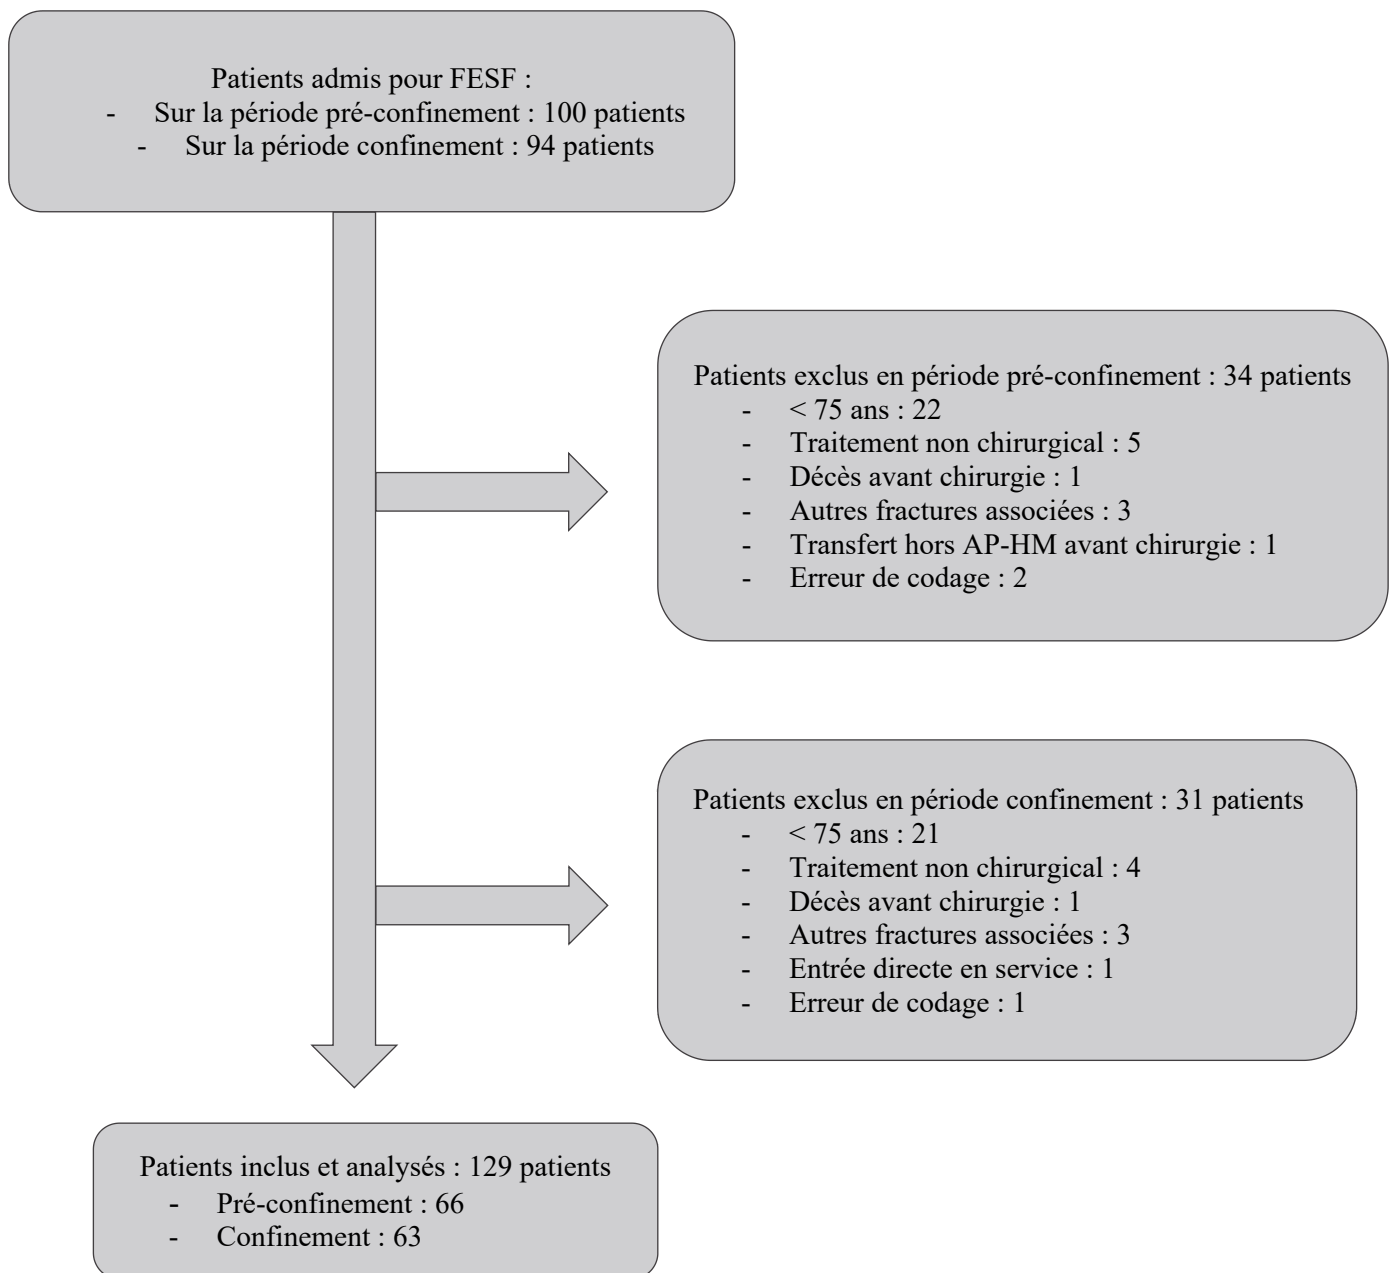 Patients admis pour FESF :
- Sur la période pré-confinement : 100 patients
- Sur la période confinement : 94 patients
Patients exclus en période pré-confinement : 34 patients
- < 75 ans : 22
- Traitement non chirurgical : 5
- Décès avant chirurgie : 1
- Autres fractures associées : 3
- Transfert hors AP-HM avant chirurgie : 1
- Erreur de codage : 2
Patients exclus en période confinement : 31 patients
- < 75 ans : 21
- Traitement non chirurgical : 4
- Décès avant chirurgie : 1
- Autres fractures associées : 3
- Entrée directe en service : 1
- Erreur de codage : 1
Patients inclus et analysés : 129 patients
- Pré-confinement : 66
- Confinement : 63